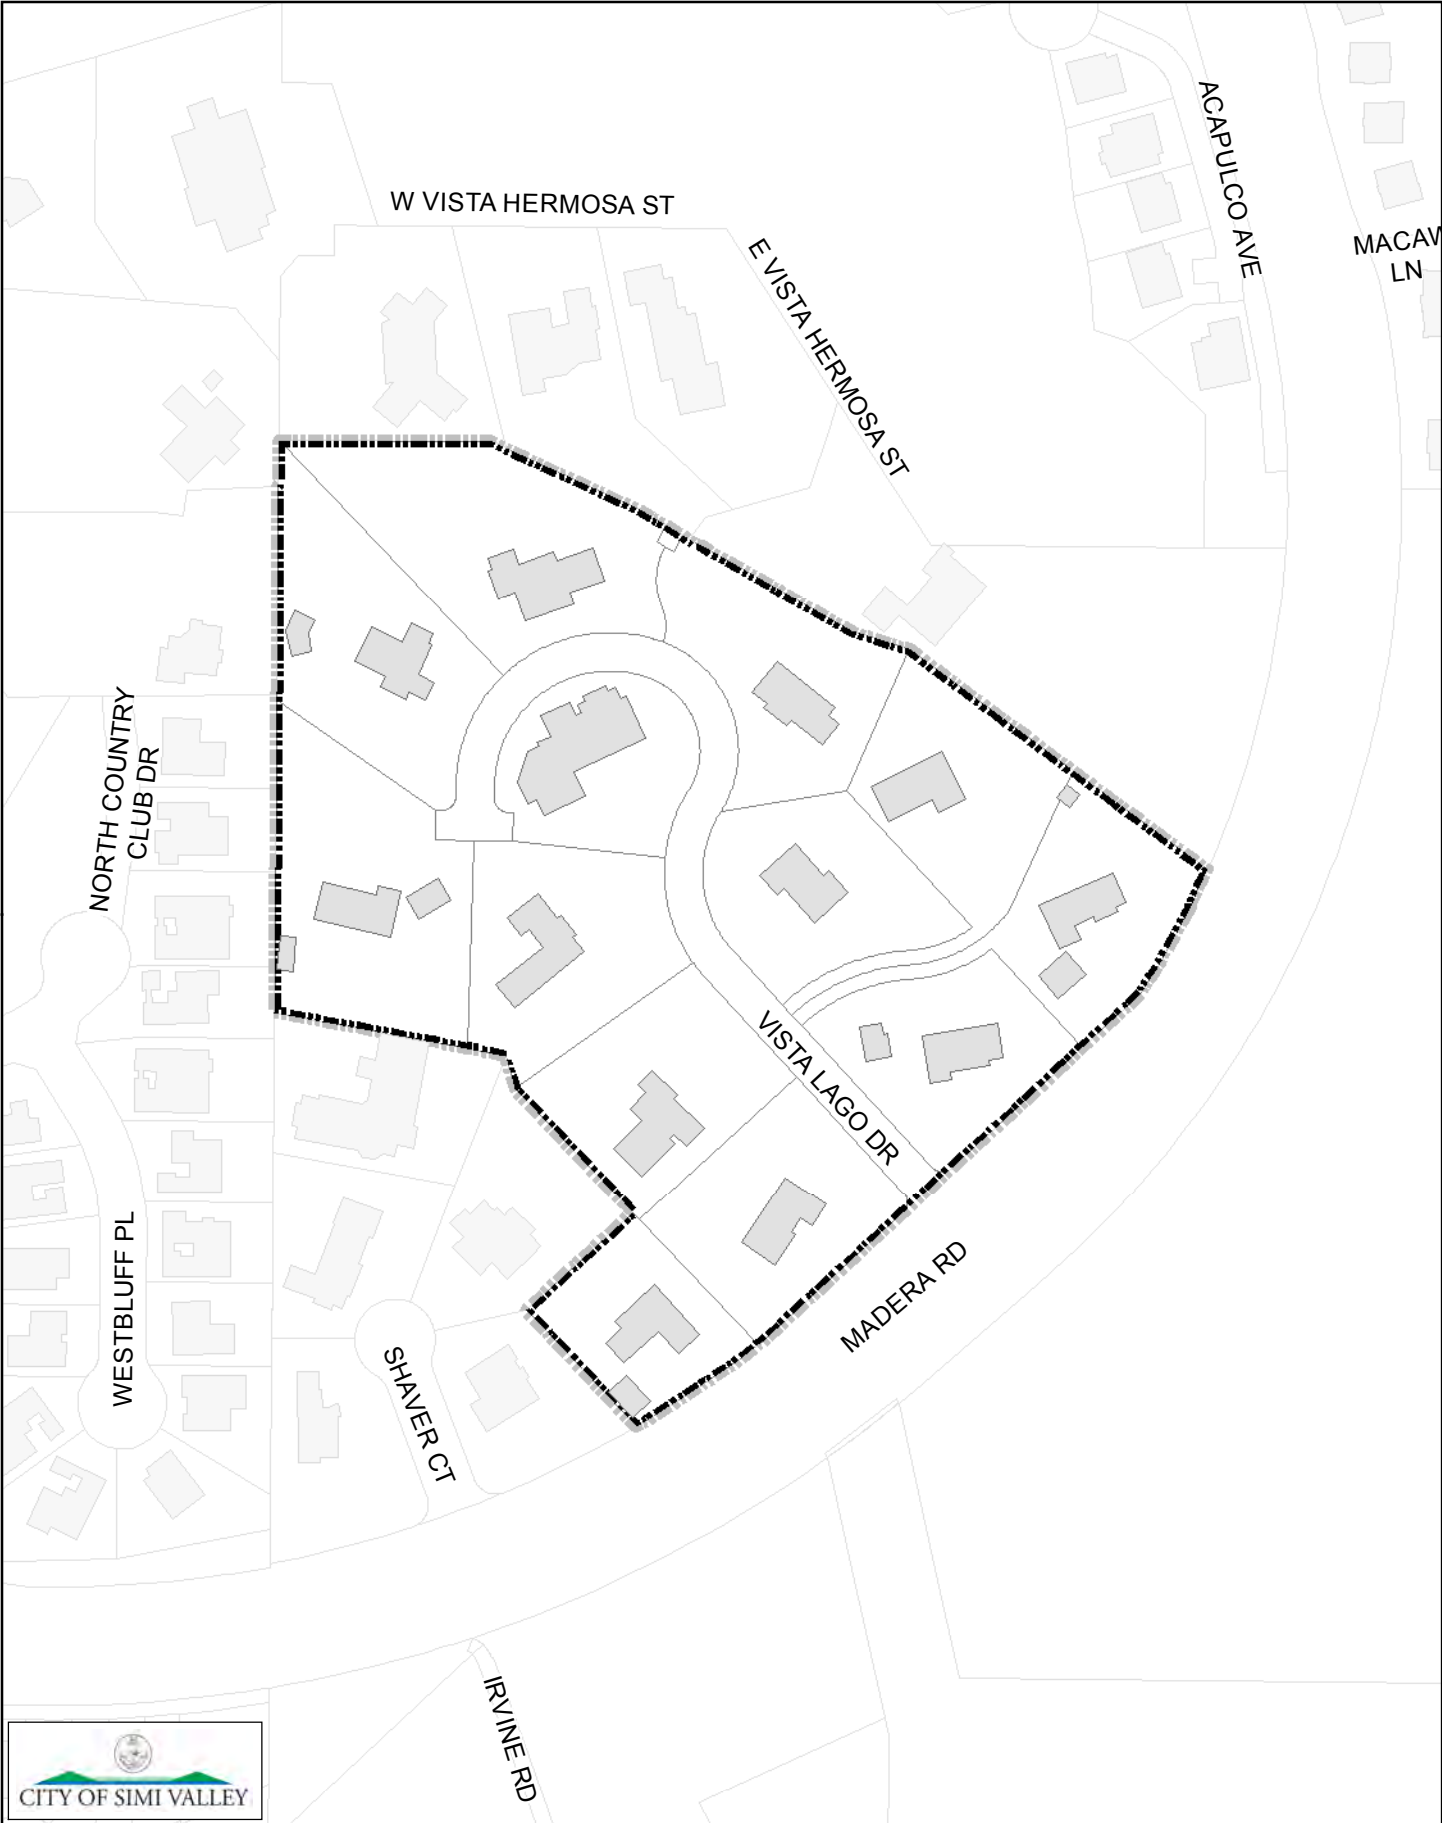 ACAPULCO AVE
W VISTA HERMOSA ST
MACAW
LN
E VISTA HERMOSA ST
NORTH COUNTRY
CLUB DR
VISTA LAGO DR
MADERA RD
WESTBLUFF PL
SHAVER CT
IRVINE RD
CITY OF SIMI VALLEY